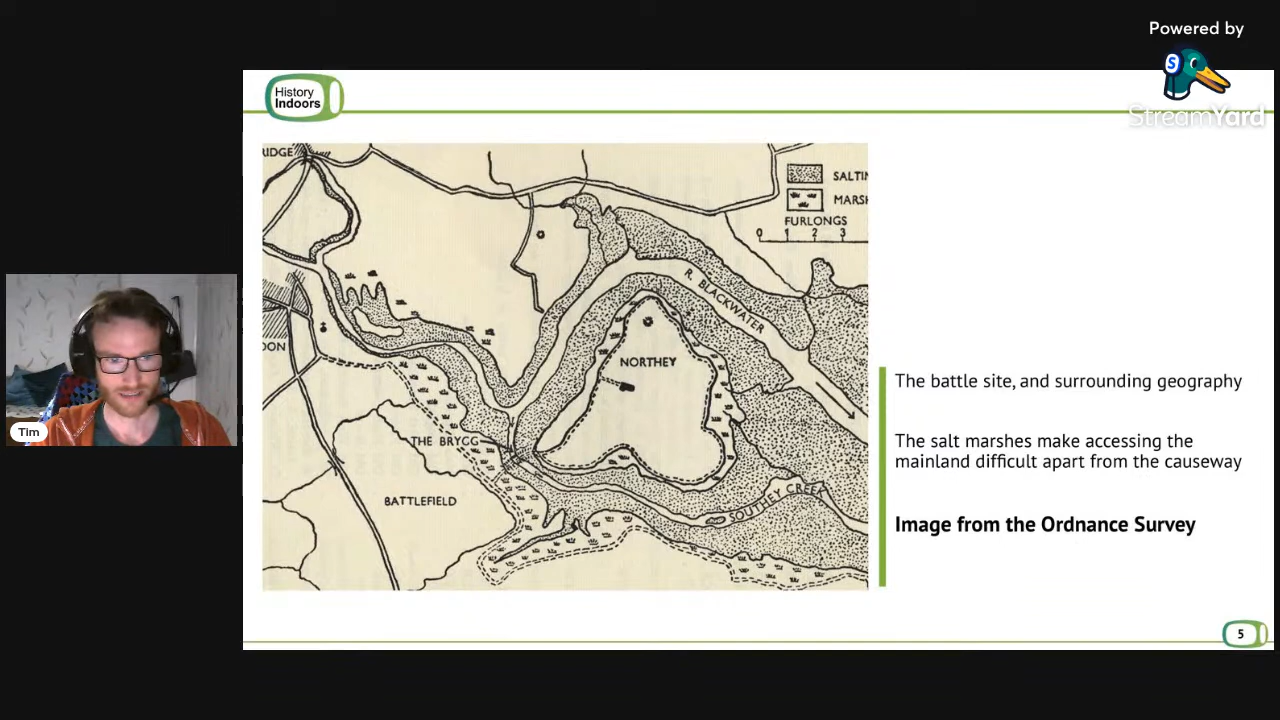 Powered by
StreamYard
History
Indoors
UDGE
SALTIN
MARSH
FURLONGS
0 1 2 3
R. BLACKWATER
NORTHEY
DON
THE BRYCG
BATTLEFIELD
SOUTHEY CREEK
The battle site, and surrounding geography
The salt marshes make accessing the
mainland difficult apart from the causeway
Image from the Ordnance Survey
Tim
5